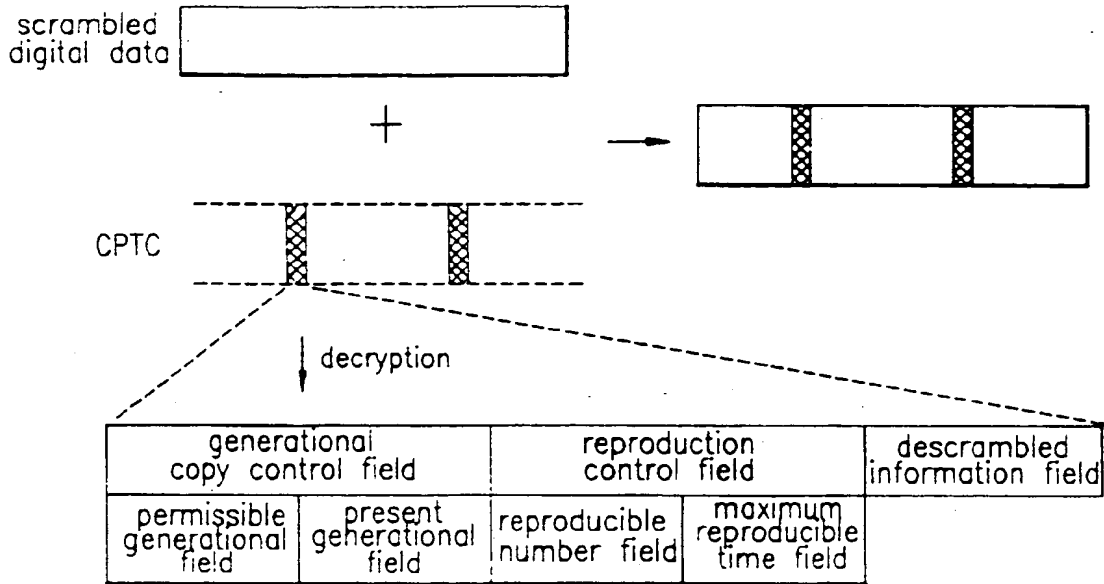 scrambled
digital data
+
CPTC
decryption
generational
copy control field
reproduction
control field
descrambled
information field
permissible
generational
field
present
generational
field
reproducible
number field
maximum
reproducible
time field